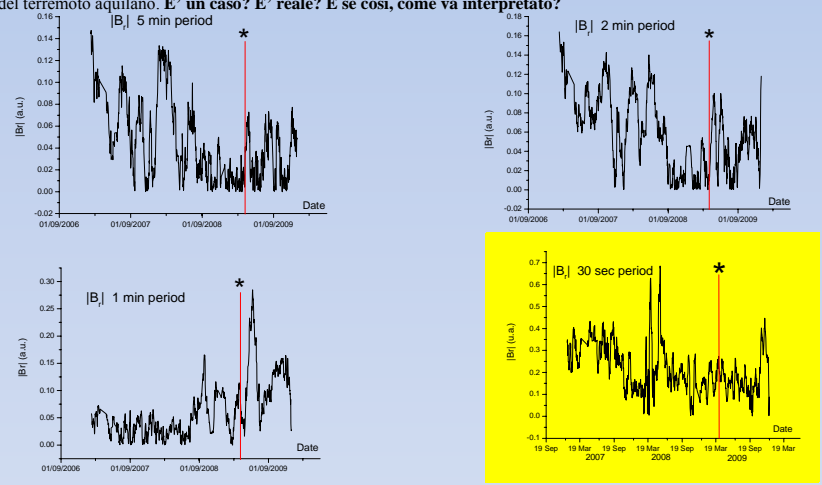 del terremoto aquilano. E' un caso? E' reale? E se così, come va interpretato?
|Br| 5 min period
*
|Br| (a.u.)
0.16
0.14
0.12
0.10
0.08
0.06
0.04
0.02
0.00
-0.02
Date
01/09/2006 01/09/2007 01/09/2008 01/09/2009
|Br| 2 min period
*
|Br| (a.u.)
0.18
0.16
0.14
0.12
0.10
0.08
0.06
0.04
0.02
0.00
-0.02
Date
01/09/2006 01/09/2007 01/09/2008 01/09/2009
|Br| 1 min period
*
|Br| (a.u.)
0.30
0.20
0.15
0.10
0.05
0.00
Date
01/09/2006 01/09/2007 01/09/2008 01/09/2009
|Br| 30 sec period
*
|Br| (u.a.)
0.7
0.6
0.5
0.4
0.3
0.2
0.1
0.0
-0.1
Date
19 Sep 19 Mar 19 Sep 19 Mar 19 Sep 19 Mar 19 Sep 19 Mar
2007 2008 2009